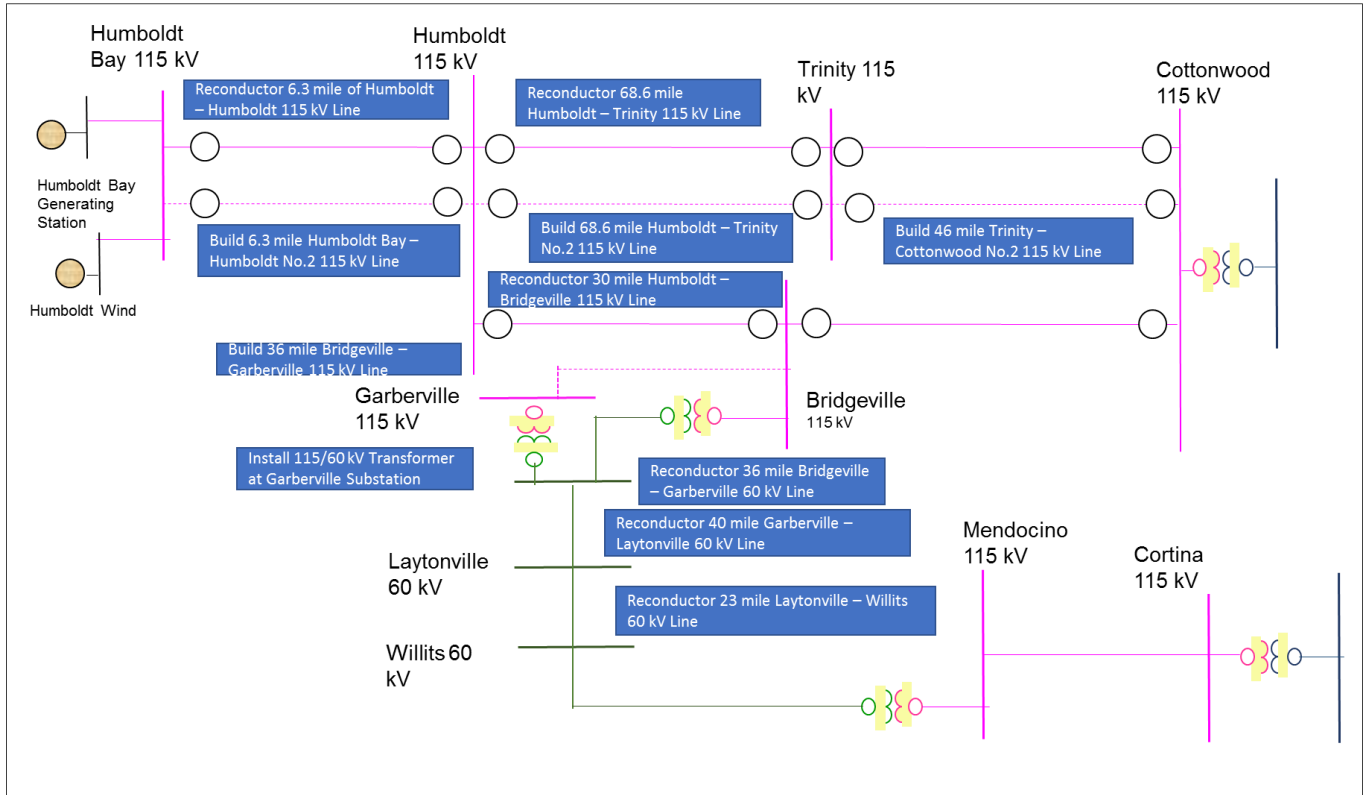 Humboldt
Bay 115 kV
Humboldt
115 kV
Trinity 115
kV
Cottonwood
115 kV
Reconductor 6.3 mile of Humboldt
– Humboldt 115 kV Line
Reconductor 68.6 mile
Humboldt – Trinity 115 kV Line
Humboldt Bay
Generating
Station
Build 6.3 mile Humboldt Bay –
Humboldt No.2 115 kV Line
Build 68.6 mile Humboldt – Trinity
No.2 115 kV Line
Build 46 mile Trinity –
Cottonwood No.2 115 kV Line
Humboldt Wind
Reconductor 30 mile Humboldt –
Bridgeville 115 kV Line
Build 36 mile Bridgeville –
Garberville 115 kV Line
Garberville
115 kV
Bridgeville
115 kV
Install 115/60 kV Transformer
at Garberville Substation
Reconductor 36 mile Bridgeville
– Garberville 60 kV Line
Reconductor 40 mile Garberville –
Laytonville 60 kV Line
Laytonville
60 kV
Mendocino
115 kV
Cortina
115 kV
Reconductor 23 mile Laytonville – Willits
60 kV Line
Willits 60
kV